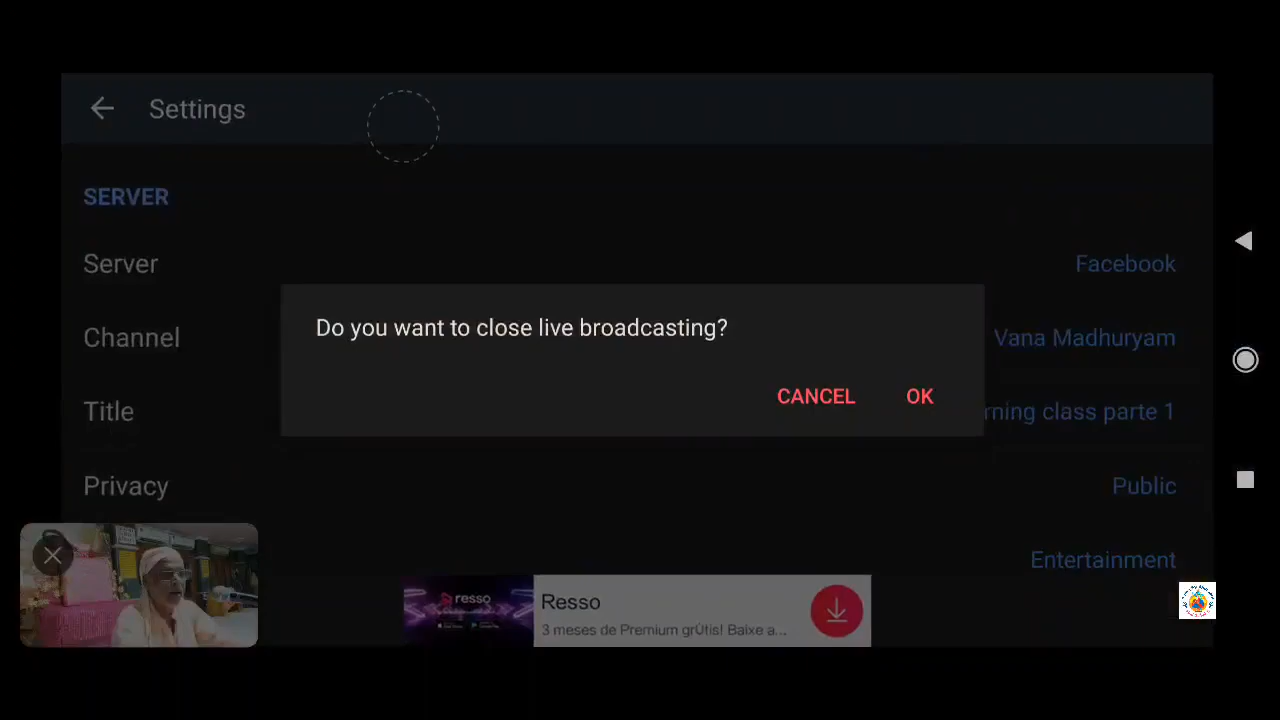 Settings
SERVER
Server
Facebook
Do you want to close live broadcasting?
Channel
Vana Madhuryam
CANCEL
OK
Title
rning class parte 1
Privacy
Public
Entertainment
resso
Resso
3 meses de Premium grÚtis! Baixe a...